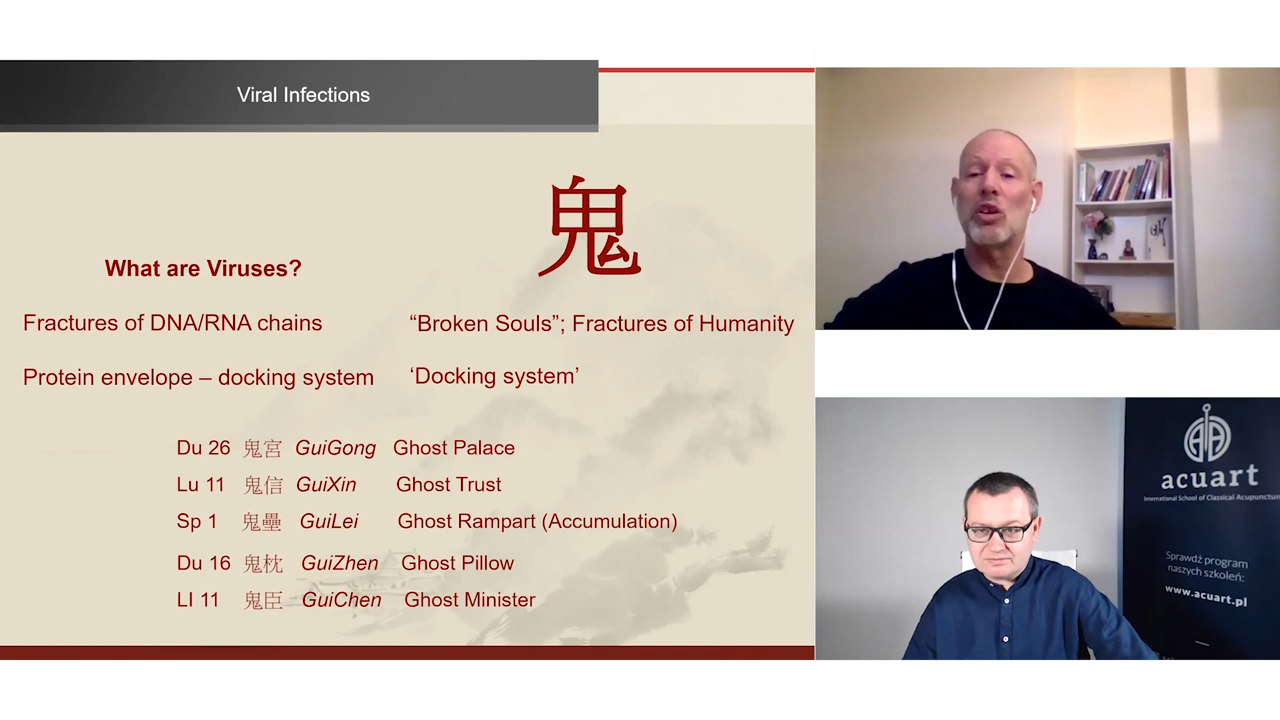 Viral Infections
鬼
What are Viruses?
Fractures of DNA/RNA chains
“Broken Souls”; Fractures of Humanity
Protein envelope – docking system
‘Docking system’
Du 26 鬼宮 GuiGong Ghost Palace
Lu 11 鬼信 GuiXin Ghost Trust
Sp 1 鬼壘 GuiLei Ghost Rampart (Accumulation)
Du 16 鬼枕 GuiZhen Ghost Pillow
LI 11 鬼臣 GuiChen Ghost Minister
acuart
International School of Classical Acupunctur
Sprawdź program
naszych szkoleń:
www.acuart.pl